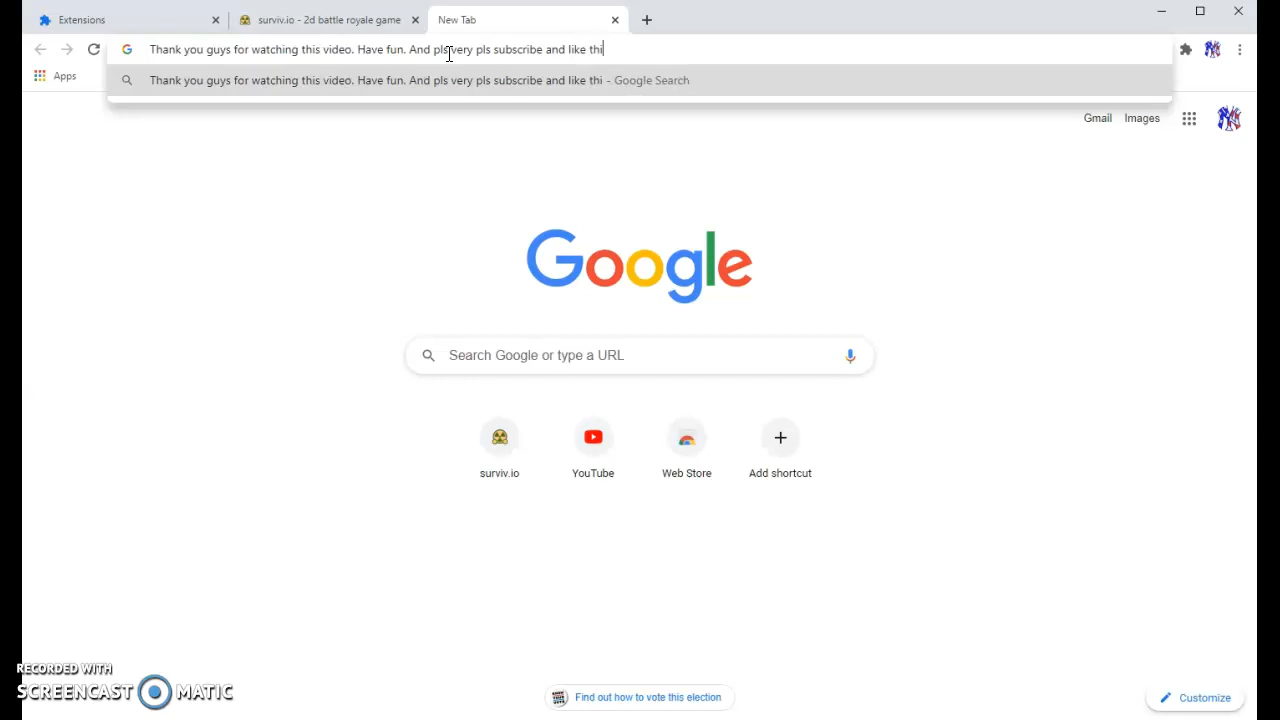 Extensions
surviv.io - 2d battle royale game
New Tab
Thank you guys for watching this video. Have fun. And pls very pls subscribe and like thi
Apps
Thank you guys for watching this video. Have fun. And pls very pls subscribe and like thi - Google Search
Gmail Images
Google
Search Google or type a URL
surviv.io YouTube Web Store Add shortcut
RECORDED WITH
SCREENCAST MATIC
Find out how to vote this election
Customize